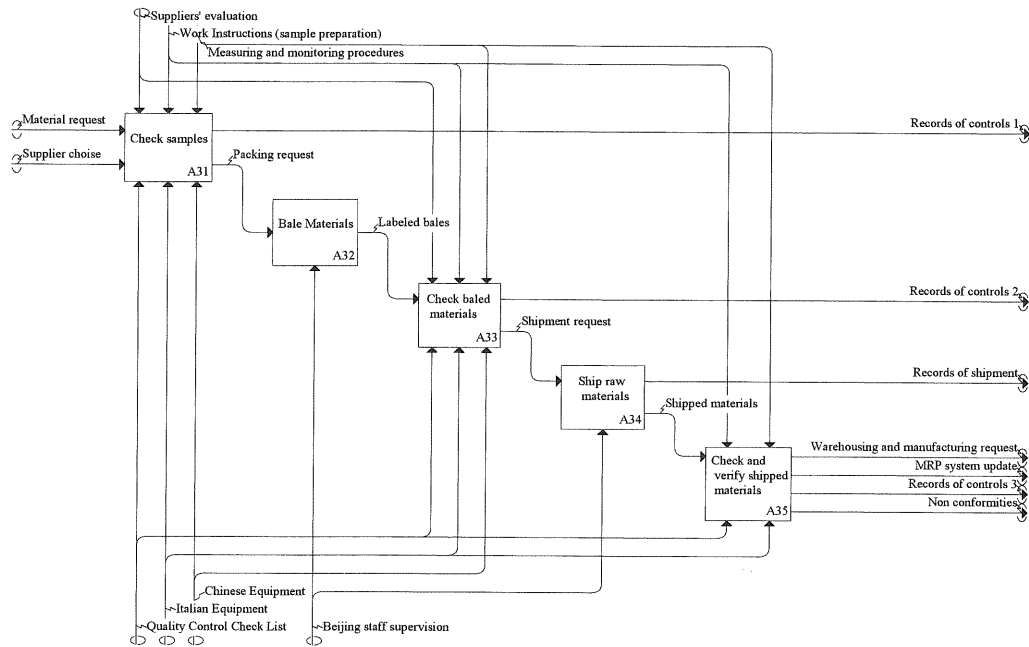 Suppliers' evaluation
Work Instructions (sample preparation)
Measuring and monitoring procedures
Material request
Supplier choise
Check samples
A31
Records of controls 1
Packing request
Bale Materials
A32
Labeled bales
Check baled
materials
A33
Records of controls 2
Shipment request
Ship raw
materials
A34
Records of shipment
Shipped materials
Check and
verify shipped
materials
A35
Warehousing and manufacturing request
MRP system update
Records of controls 3
Non conformities
Chinese Equipment
Italian Equipment
Quality Control Check List
Beijing staff supervision